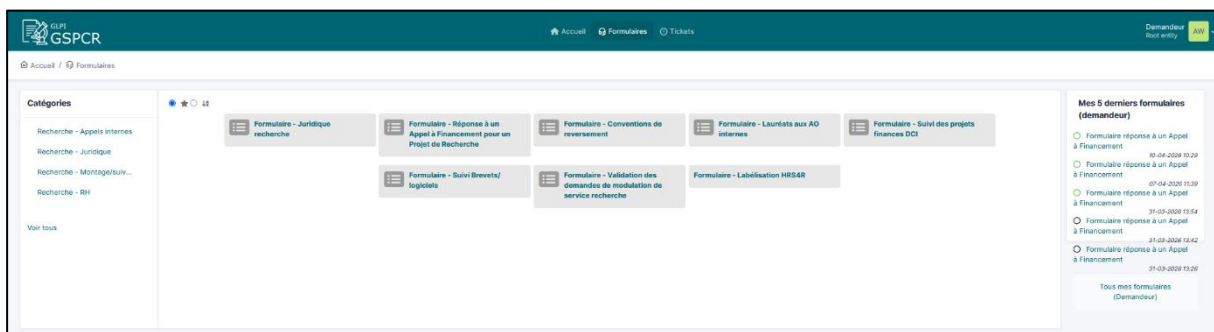 GLPI
GSPCR
Accueil Formulaires Tickets
Demandeur
Root entity
AW
Accueil / Formulaires
Catégories
Recherche - Appels internes
Recherche - Juridique
Recherche - Montage/suiv...
Recherche - RH
Voir tous
Formulaire - Juridique
recherche
Formulaire - Réponse à un
Appel à Financement pour un
Projet de Recherche
Formulaire - Conventions de
reversement
Formulaire - Lauréats aux AO
internes
Formulaire - Suivi des projets
finances DCI
Formulaire - Suivi Brevets/
logiciels
Formulaire - Validation des
demandes de modulation de
service recherche
Formulaire - Labélisation HRS4R
Mes 5 derniers formulaires
(demandeur)
Formulaire réponse à un Appel
à Financement
10-04-2026 10:29
Formulaire réponse à un Appel
à Financement
07-04-2026 11:39
Formulaire réponse à un Appel
à Financement
31-03-2026 13:54
Formulaire réponse à un Appel
à Financement
31-03-2026 13:42
Formulaire réponse à un Appel
à Financement
31-03-2026 13:26
Tous mes formulaires
(Demandeur)